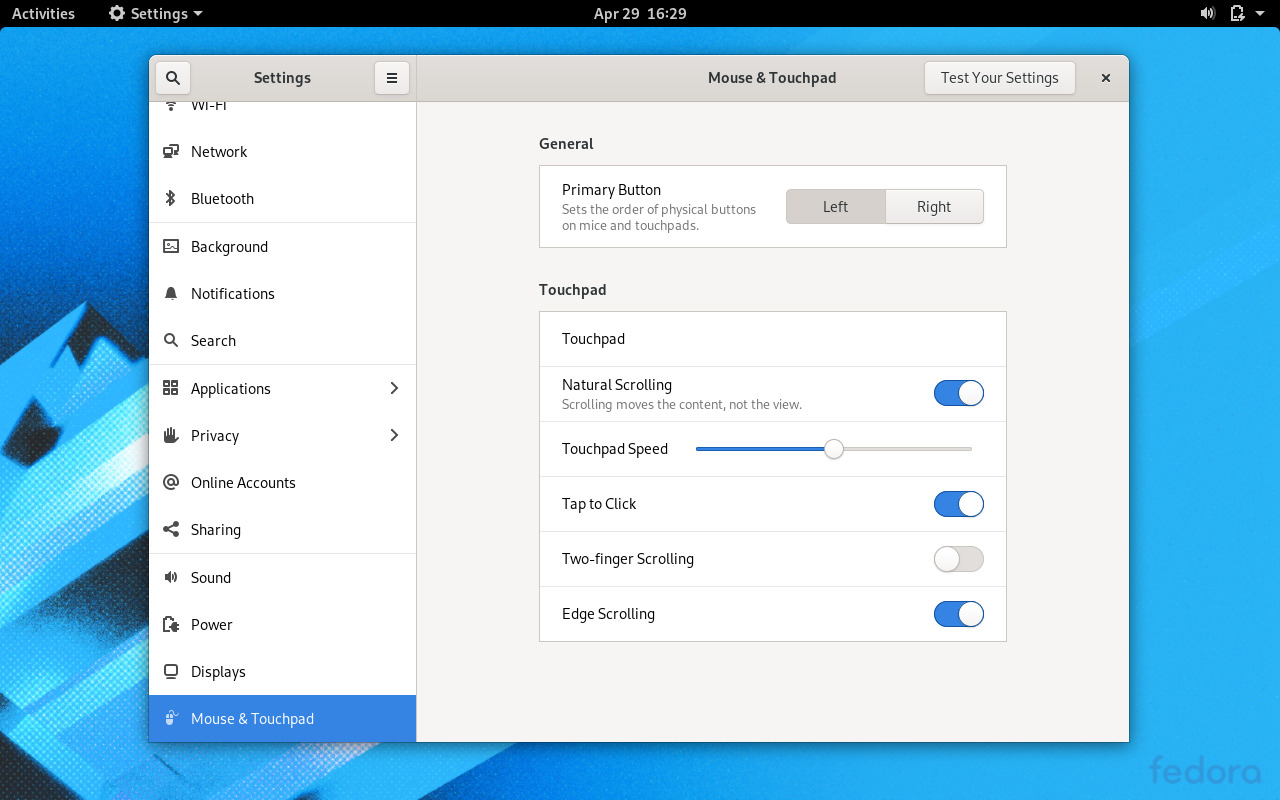 Activities
Settings
Apr 29 16:29
Settings
Mouse & Touchpad
Test Your Settings
Wi-Fi
Network
Bluetooth
Background
Notifications
Search
Applications
Privacy
Online Accounts
Sharing
Sound
Power
Displays
Mouse & Touchpad
General
Primary Button
Sets the order of physical buttons
on mice and touchpads.
Left
Right
Touchpad
Touchpad
Natural Scrolling
Scrolling moves the content, not the view.
Touchpad Speed
Tap to Click
Two-finger Scrolling
Edge Scrolling
fedora